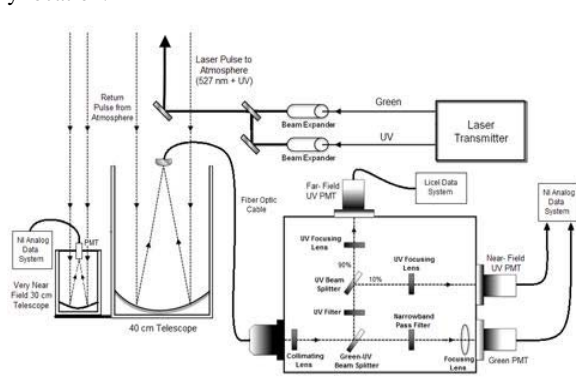 Laser Pulse to
Atmosphere
(527 nm + UV)
Return
Pulse from
Atmosphere
Green
UV
Beam Expander
Beam Expander
Laser
Transmitter
Far- Field
UV PMT
Licel Data
System
NI Analog
Data
System
Fiber Optic
Cable
NI Analog
Data
System
PMT
Very Near
Field 30 cm
Telescope
40 cm Telescope
UV Focusing
Lens
90%
10%
UV Beam
Splitter
UV Focusing
Lens
Near- Field
UV PMT
UV Filter
Narrowband
Pass Filter
Collimating
Lens
Green-UV
Beam Splitter
Focusing
Lens
Green PMT